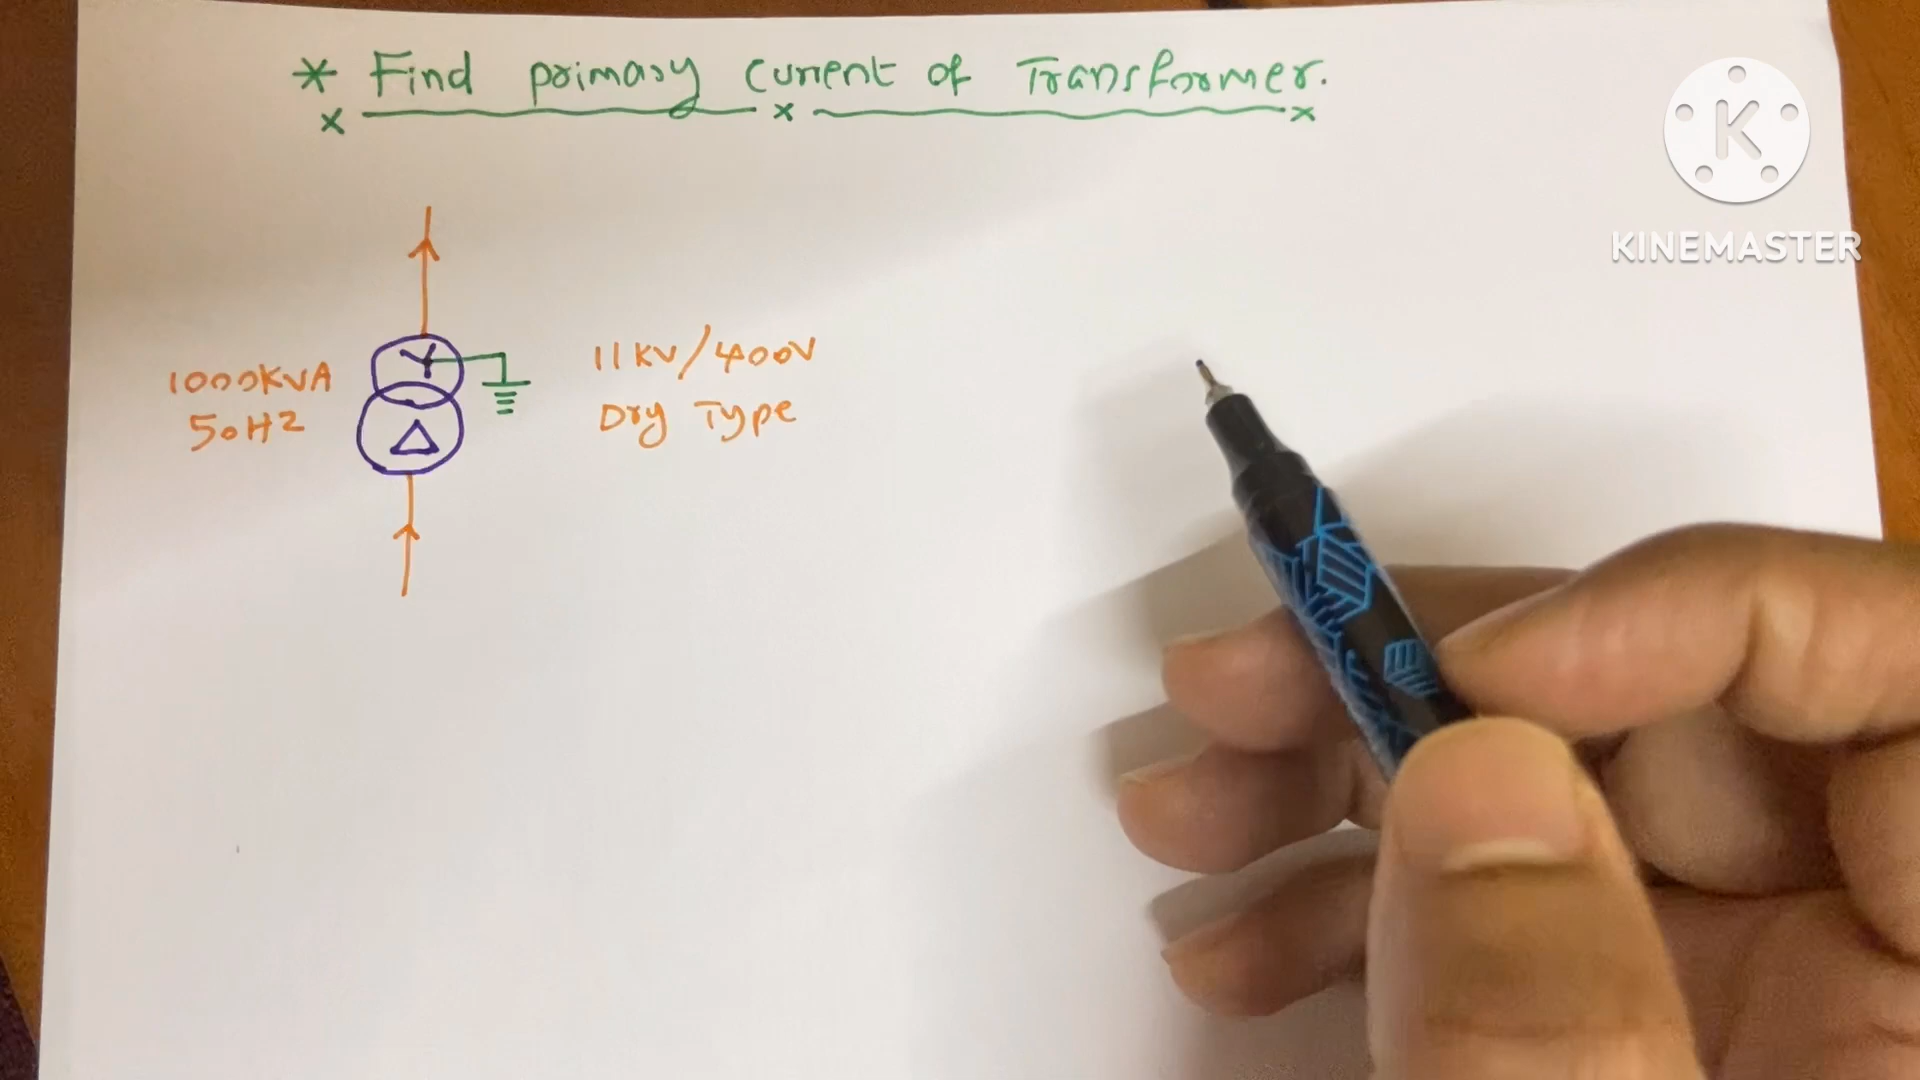 * Find primary current of Transformer.
x x x
1000KVA
50HZ
11KV/400V
Dry Type
K
KINEMASTER